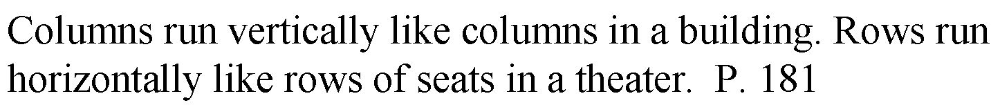 Columns run vertically like columns in a building. Rows run
horizontally like rows of seats in a theater.  P. 181